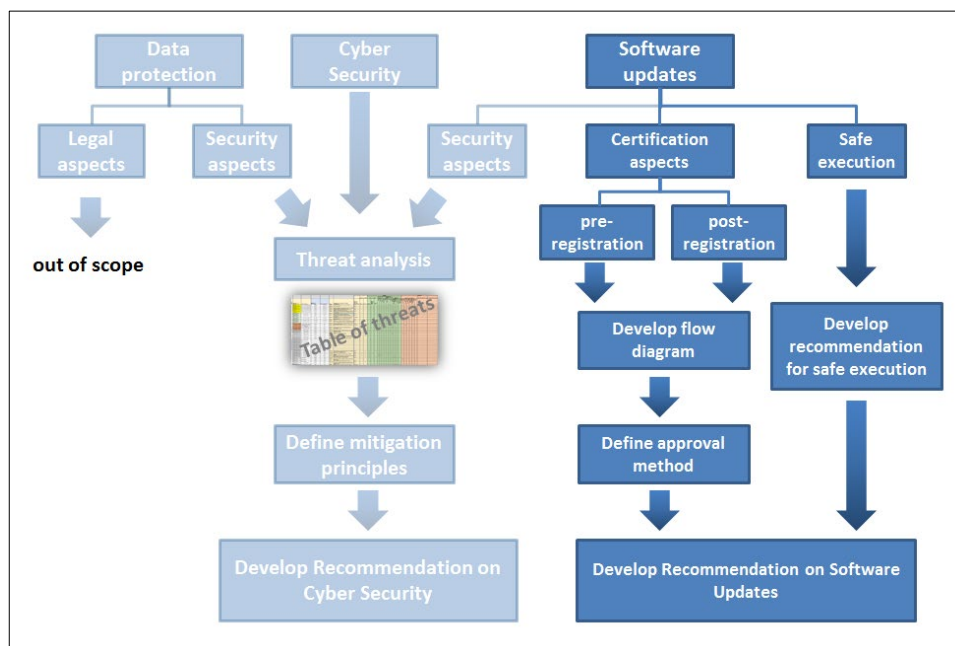 Data
protection
Cyber
Security
Software
updates
Legal
aspects
Security
aspects
Security
aspects
Certification
aspects
Safe
execution
pre-
registration
post-
registration
out of scope
Threat analysis
Table of threats
Develop flow
diagram
Develop
recommendation
for safe execution
Define mitigation
principles
Define approval
method
Develop Recommendation on
Cyber Security
Develop Recommendation on Software
Updates